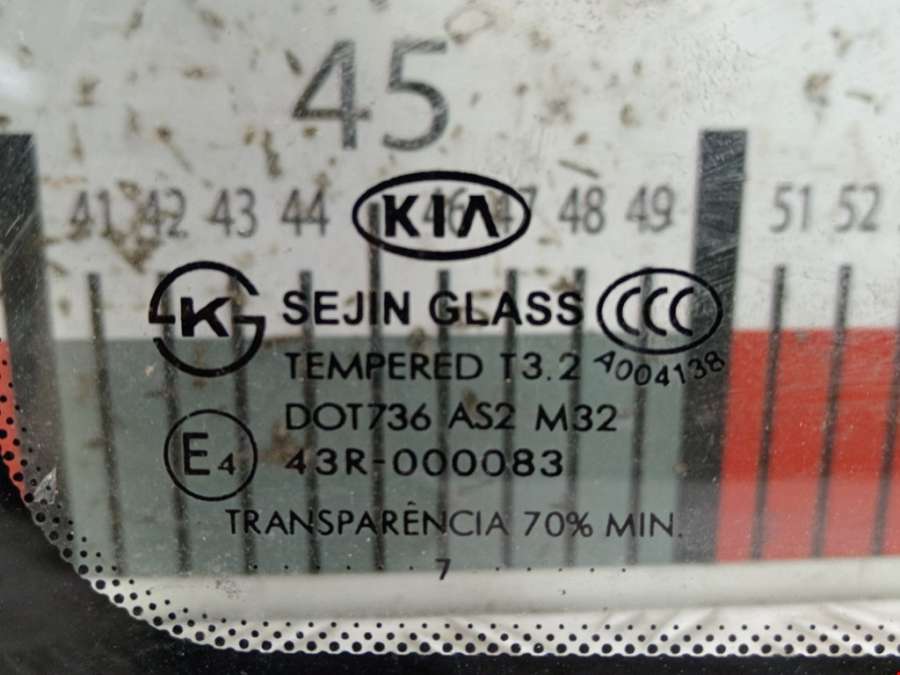 45
41 42 43 44 46 47 48 49 51 52
KIA
K SEJIN GLASS CCC
TEMPERED T3.2 A004138
DOT736 AS2 M32
E4 43R-000083
TRANSPARÊNCIA 70% MIN.
. . . . . . 7 . . . . . .